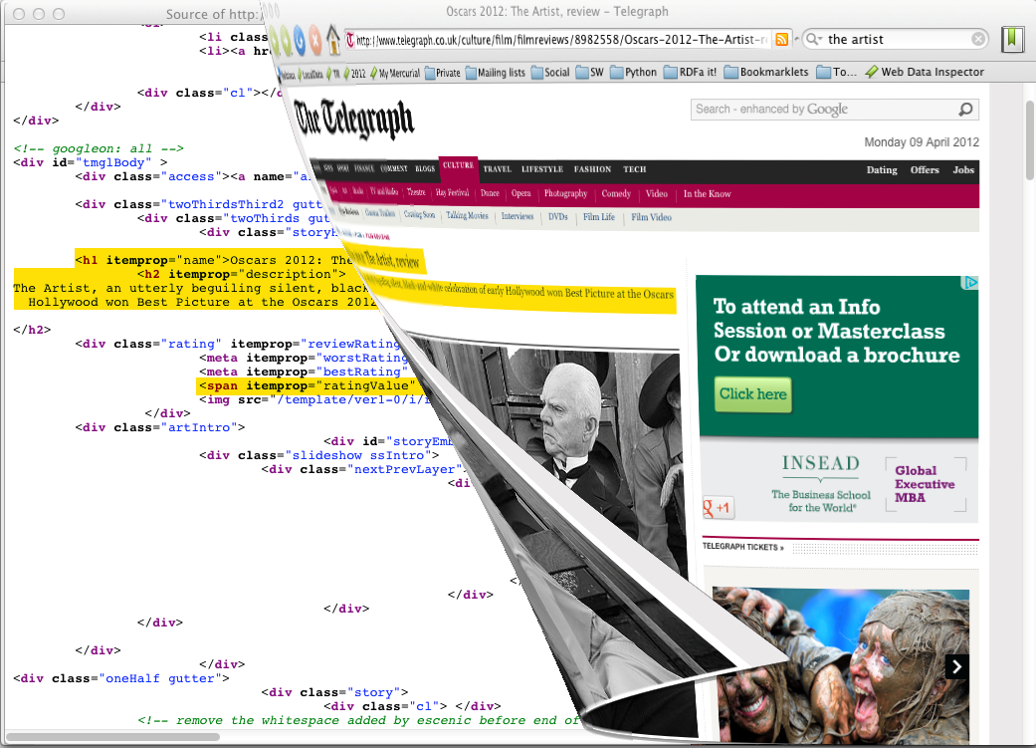 Source of http:/
Oscars 2012: The Artist, review - Telegraph
http://www.telegraph.co.uk/culture/film/filmreviews/8982558/Oscars-2012-The-Artist-r
the artist
2012
My Mercurial
Private
Mailing lists
Social
SW
Python
RDFa it!
Bookmarklets
To...
Web Data Inspector
<li clas
<li><a hr
<div class="cl"></
</div>
</div>
<!-- googleon: all -->
<div id="tmglBody" >
<div class="access"><a name="a
<div class="twoThirdsThird2 gutt
<div class="twoThirds gut
<div class="story
<h1 itemprop="name">Oscars 2012: The
<h2 itemprop="description">
The Artist, an utterly beguiling silent, black
Hollywood won Best Picture at the Oscars 2012
</h2>
<div class="rating" itemprop="reviewRating
<meta itemprop="worstRating
<meta itemprop="bestRating"
<span itemprop="ratingValue"
<img src="/template/ver1-0/i/
</div>
<div class="artIntro">
<div id="storyEmb
<div class="slideshow ssIntro">
<div class="nextPrevLayer">
<di
</
</div>
</div>
</div>
</div>
</div>
<div class="oneHalf gutter">
<div class="story">
<div class="cl"> </div>
<!-- remove the whitespace added by escenic before end of
The Telegraph
Search - enhanced by Google
Monday 09 April 2012
FINANCE COMMENT BLOGS CULTURE TRAVEL LIFESTYLE FASHION TECH
Dating Offers Jobs
TV and Radio Theatre Hay Festival Dance Opera Photography Comedy Video In the Know
Coming Soon Talking Movies Interviews DVDs Film Life Film Video
The Artist, review
silent, black and white celebration of early Hollywood won Best Picture at the Oscars
To attend an Info
Session or Masterclass
Or download a brochure
Click here
INSEAD
The Business School
for the World®
Global
Executive
MBA
g +1
TELEGRAPH TICKETS »